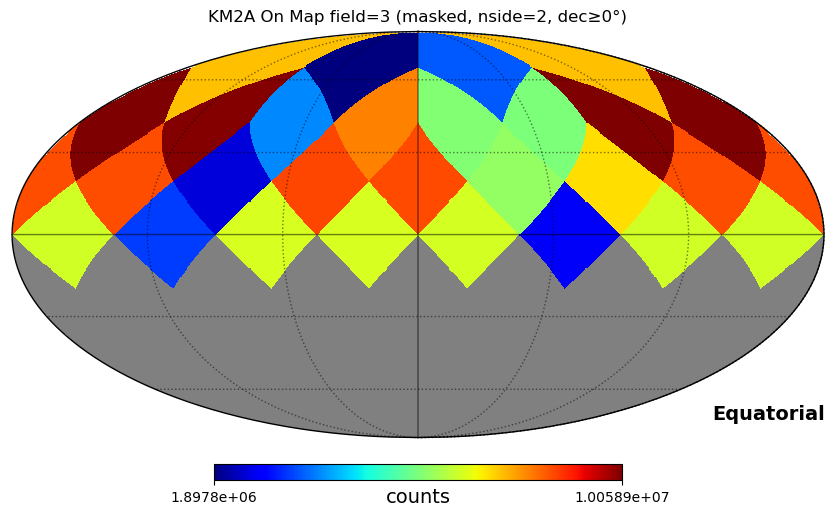 KM2A On Map field=3 (masked, nside=2, dec≥0°)
Equatorial
1.8978e+06 counts 1.00589e+07